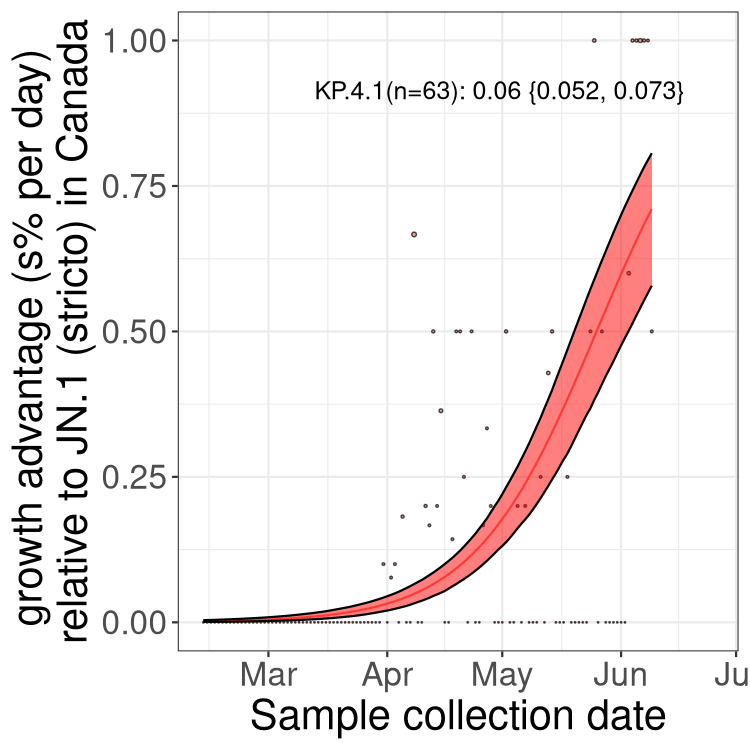 growth advantage (s% per day)
relative to JN.1 (stricto) in Canada
1.00
0.75
0.50
0.25
0.00
KP.4.1(n=63): 0.06 {0.052, 0.073}
Mar Apr May Jun Ju
Sample collection date